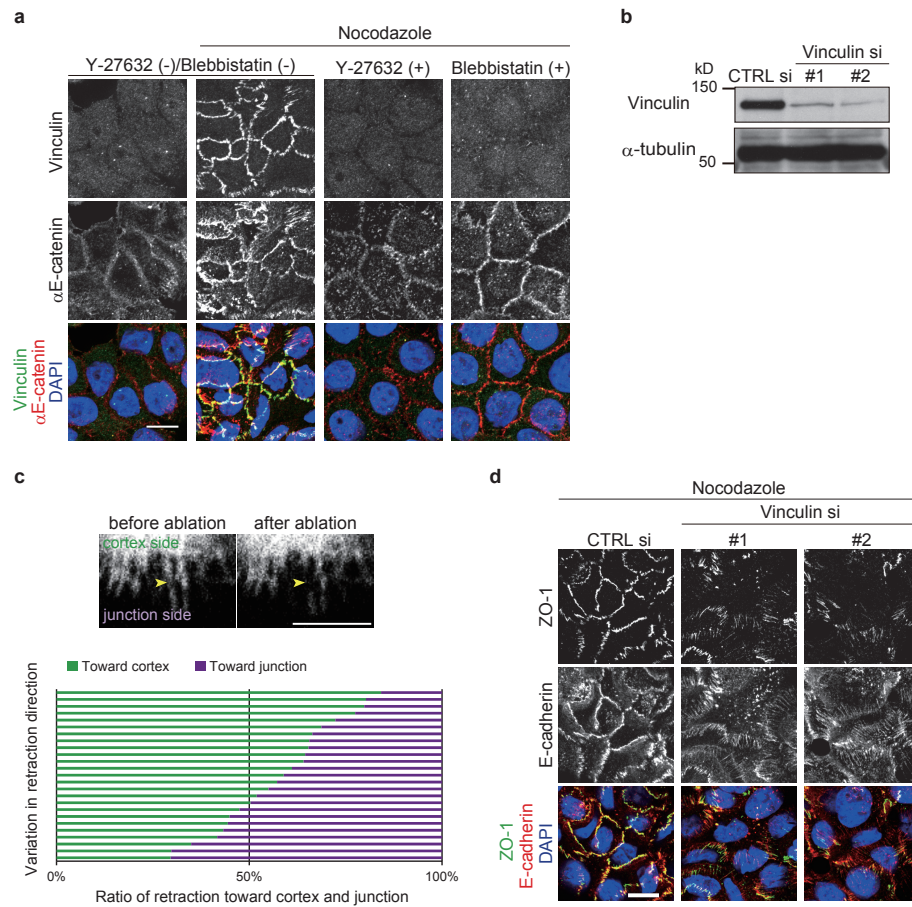 a
Nocodazole
Y-27632 (-)/Blebbistatin (-)
Y-27632 (+)
Blebbistatin (+)
Vinculin
αE-catenin
Vinculin
αE-catenin
DAPI
b
Vinculin si
kD
CTRL si
#1
#2
150
Vinculin
α-tubulin
50
c
before ablation
after ablation
cortex side
junction side
Toward cortex
Toward junction
Variation in retraction direction
0%
50%
100%
Ratio of retraction toward cortex and junction
d
Nocodazole
Vinculin si
CTRL si
#1
#2
ZO-1
E-cadherin
ZO-1
E-cadherin
DAPI